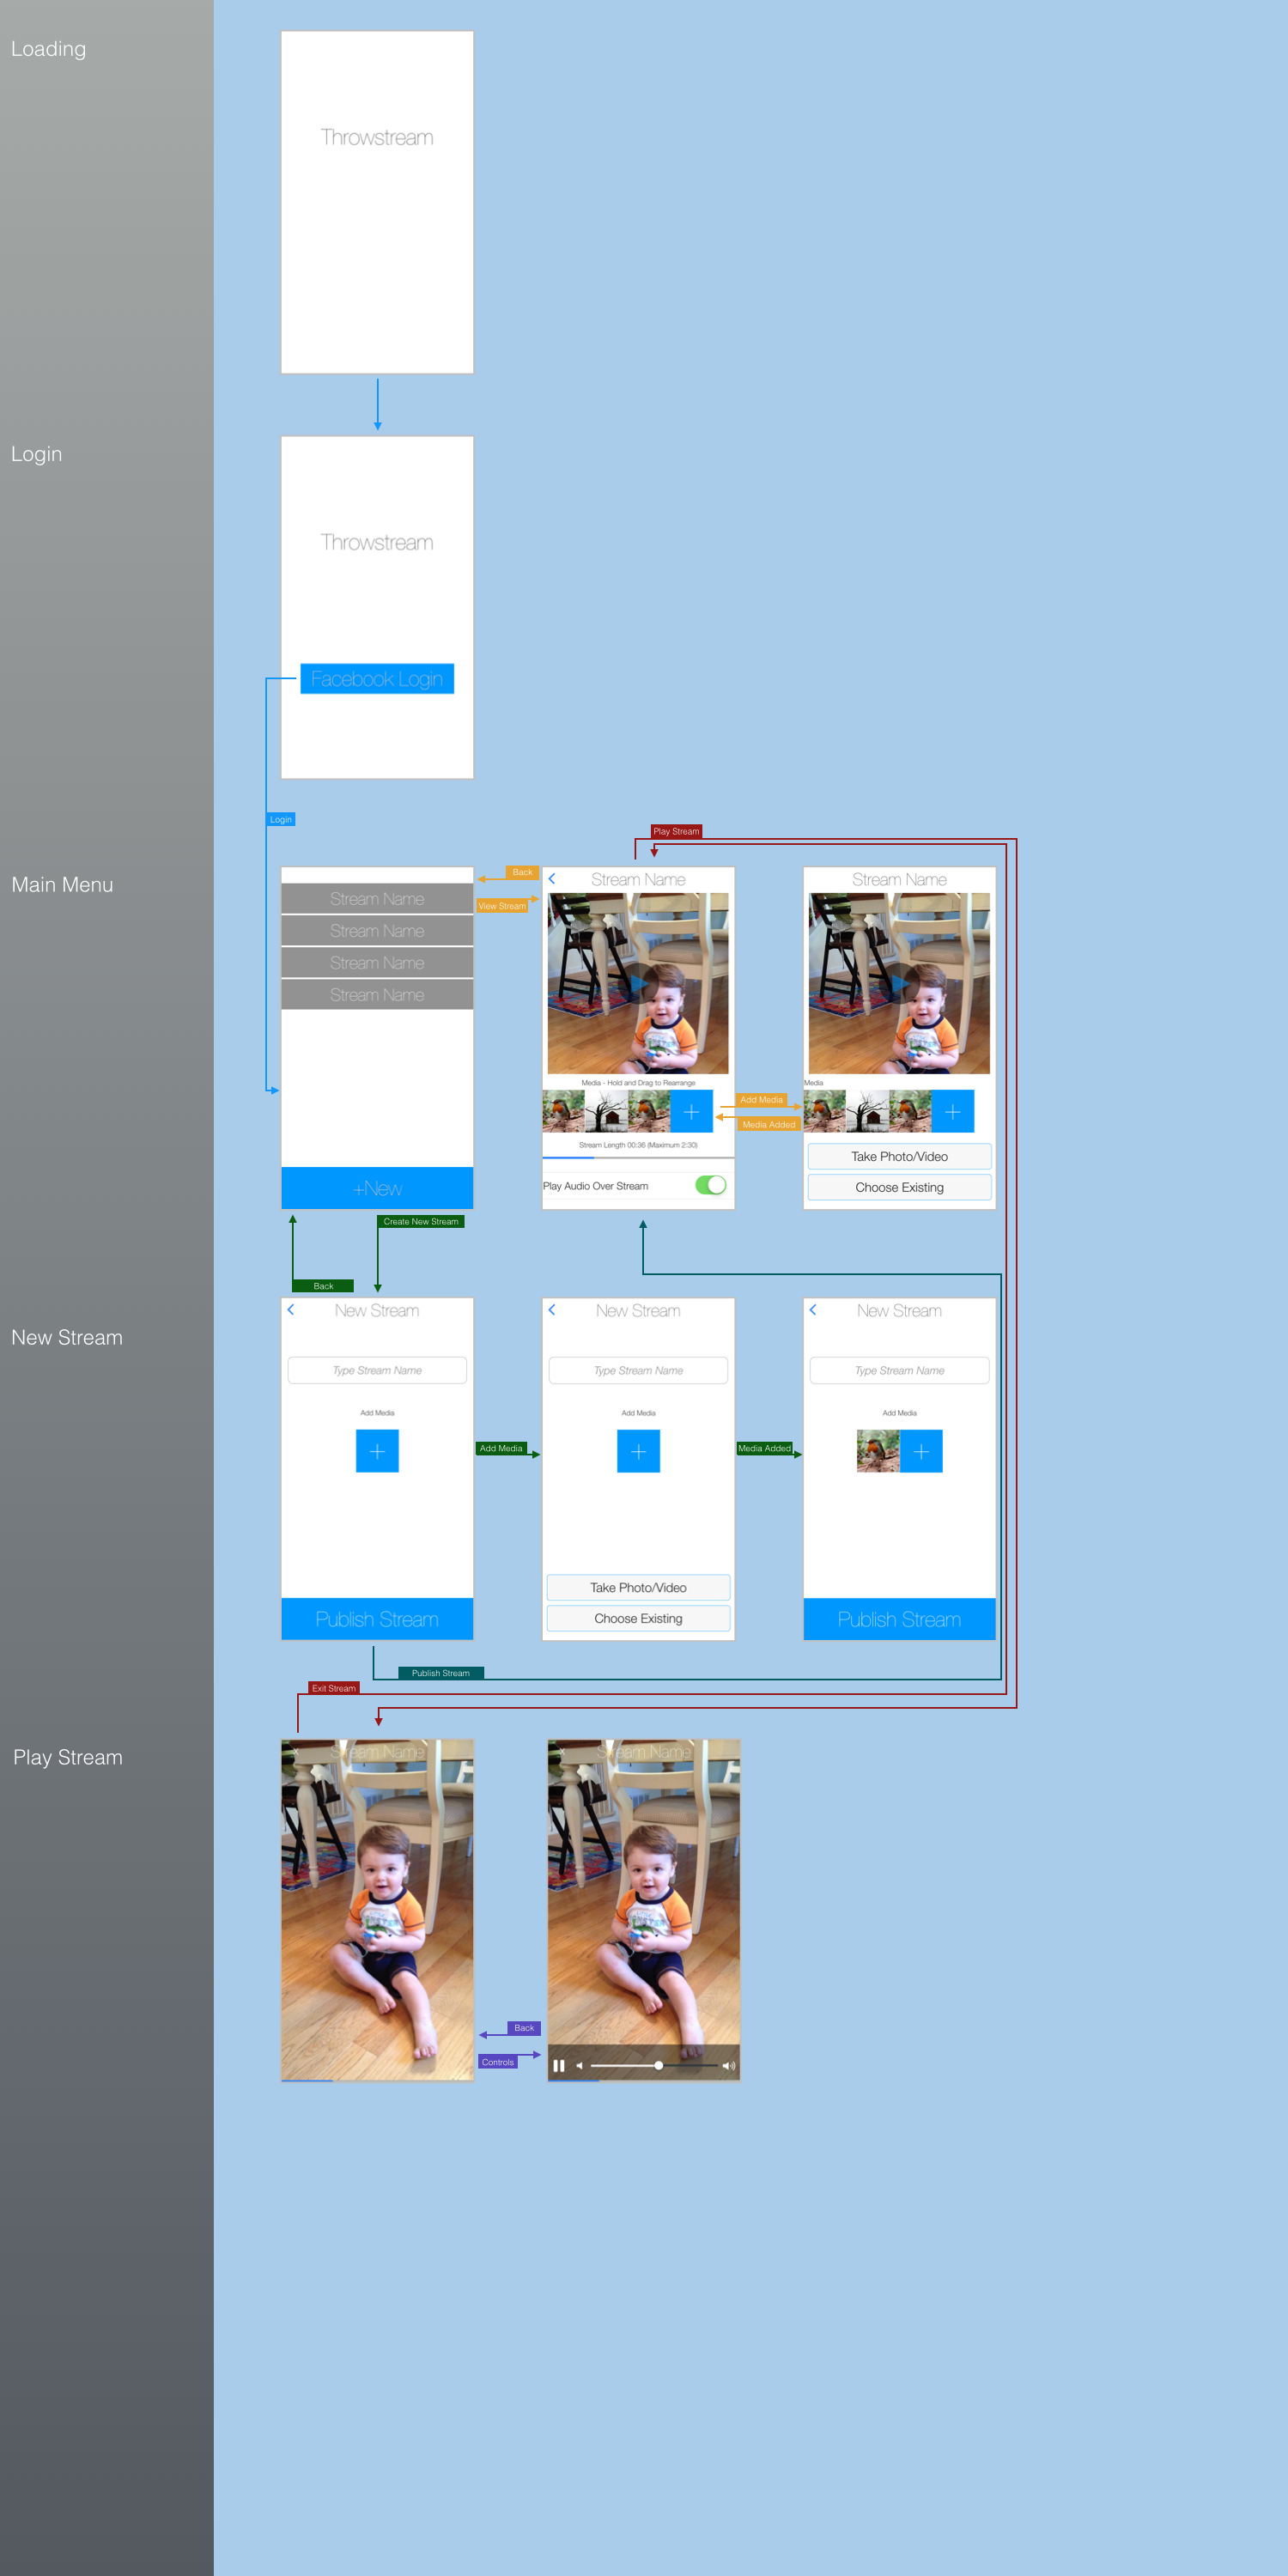 Loading
Throwstream
Login
Throwstream
Facebook Login
Login
Play Stream
Main Menu
Stream Name
Stream Name
Stream Name
Stream Name
+New
Back
View Stream
Stream Name
Media - Hold and Drag to Rearrange
Stream Length 00:36 (Maximum 2:30)
Play Audio Over Stream
Add Media
Media Added
Stream Name
Media
Take Photo/Video
Choose Existing
Create New Stream
Back
New Stream
New Stream
Type Stream Name
Add Media
Publish Stream
Add Media
New Stream
Type Stream Name
Add Media
Take Photo/Video
Choose Existing
Media Added
New Stream
Type Stream Name
Add Media
Publish Stream
Publish Stream
Exit Stream
Play Stream
X
Stream Name
Back
Controls
X
Stream Name